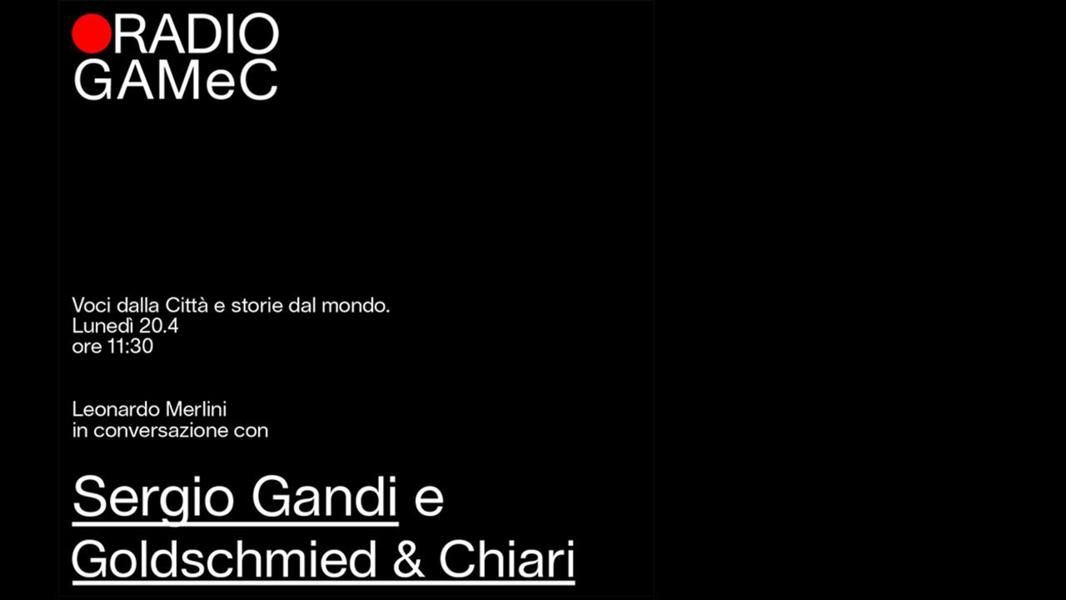 RADIO
GAMeC
Voci dalla Città e storie dal mondo.
Lunedì 20.4
ore 11:30
Leonardo Merlini
in conversazione con
Sergio Gandi e
Goldschmied & Chiari